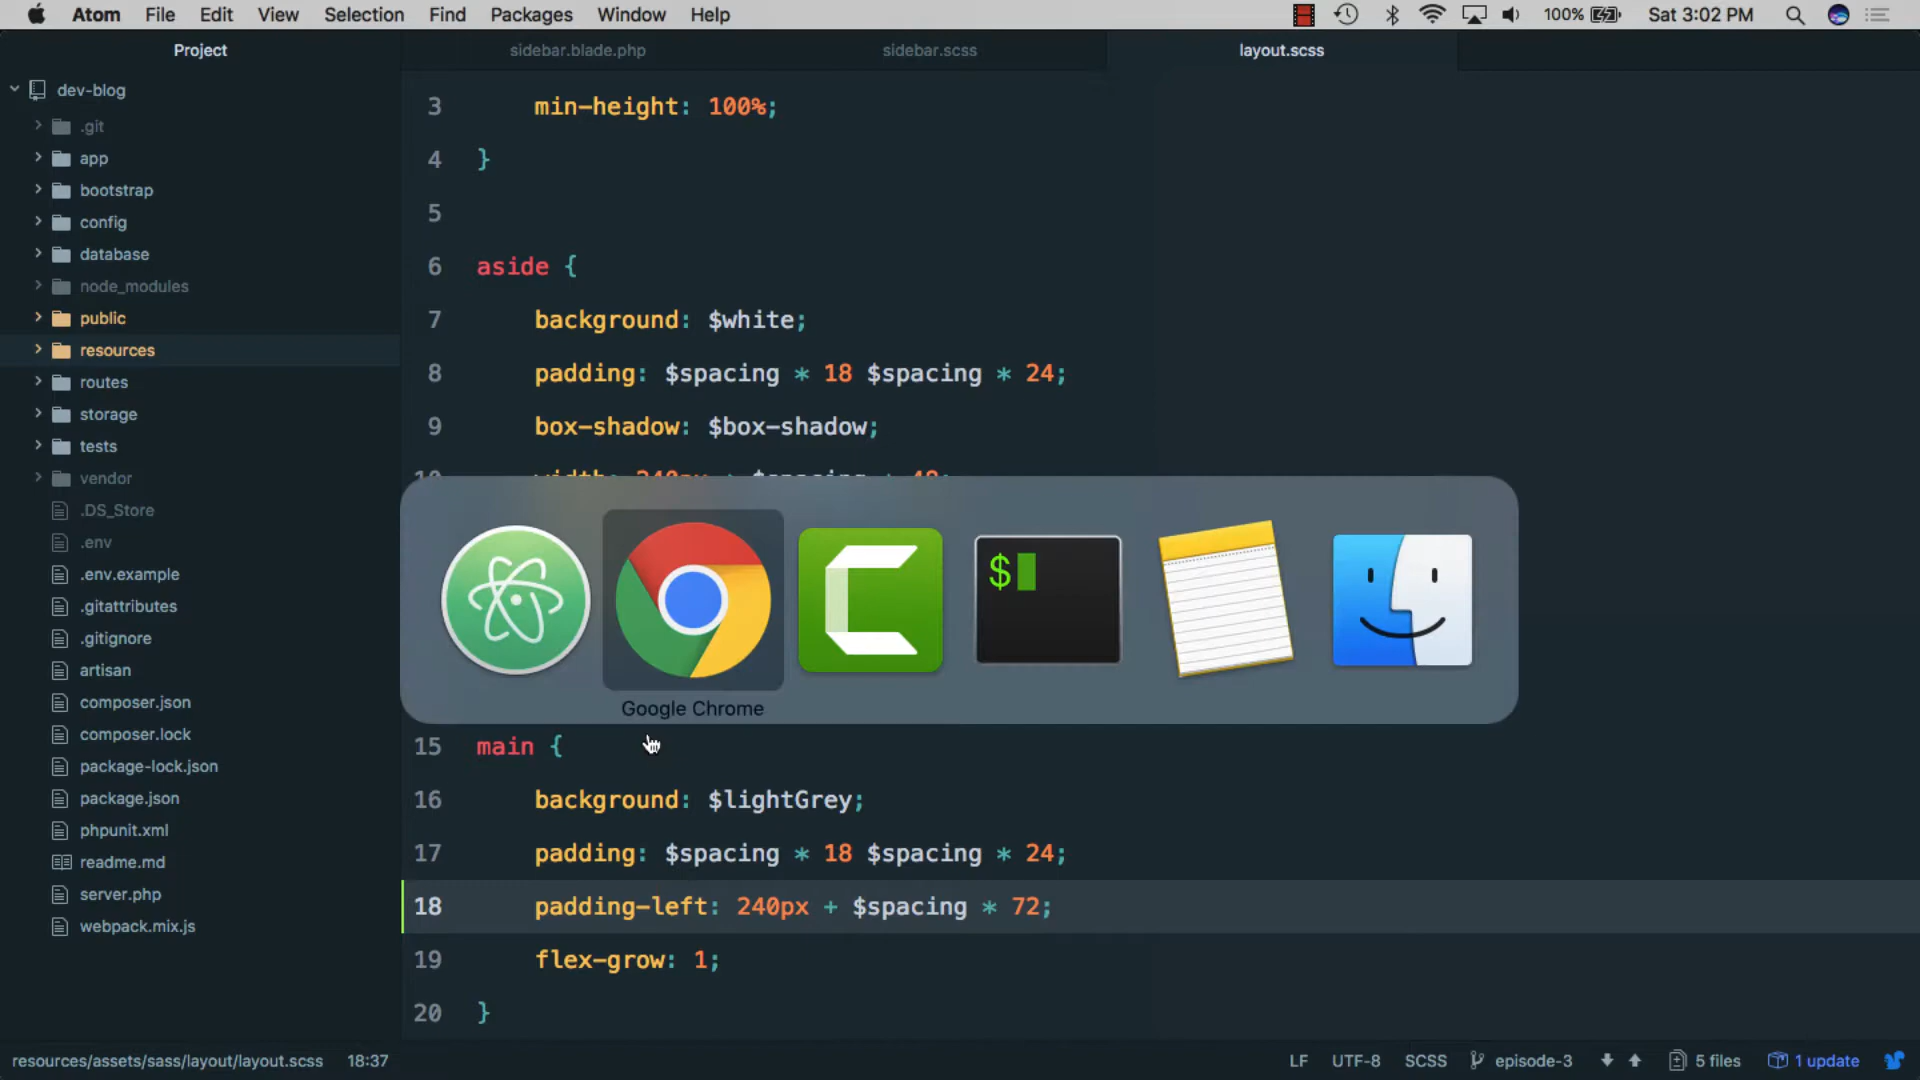 Atom File Edit View Selection Find Packages Window Help 100% Sat 3:02 PM
Project sidebar.blade.php sidebar.scss layout.scss
dev-blog
.git
app
bootstrap
config
database
node_modules
public
resources
routes
storage
tests
vendor
.DS_Store
.env
.env.example
.gitattributes
.gitignore
artisan
composer.json
composer.lock
package-lock.json
package.json
phpunit.xml
readme.md
server.php
webpack.mix.js
3 min-height: 100%;
4 }
5
6 aside {
7 background: $white;
8 padding: $spacing * 18 $spacing * 24;
9 box-shadow: $box-shadow;
10 width: 240px + $spacing * 48;
$
Google Chrome
15 main {
16 background: $lightGrey;
17 padding: $spacing * 18 $spacing * 24;
18 padding-left: 240px + $spacing * 72;
19 flex-grow: 1;
20 }
resources/assets/sass/layout/layout.scss 18:37 LF UTF-8 SCSS episode-3 5 files 1 update